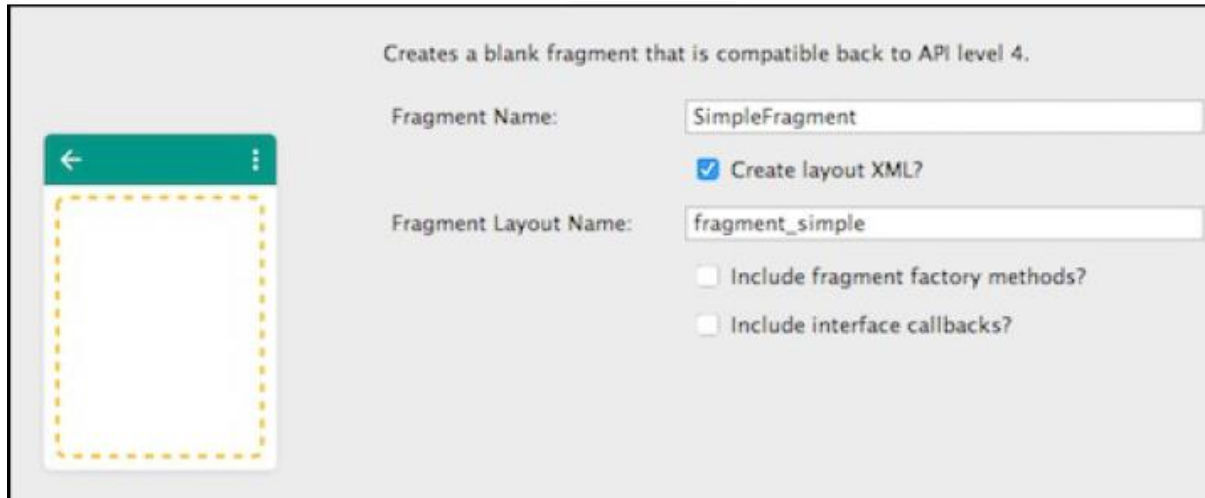 Creates a blank fragment that is compatible back to API level 4.
Fragment Name:
SimpleFragment
Create layout XML?
Fragment Layout Name:
fragment_simple
Include fragment factory methods?
Include interface callbacks?